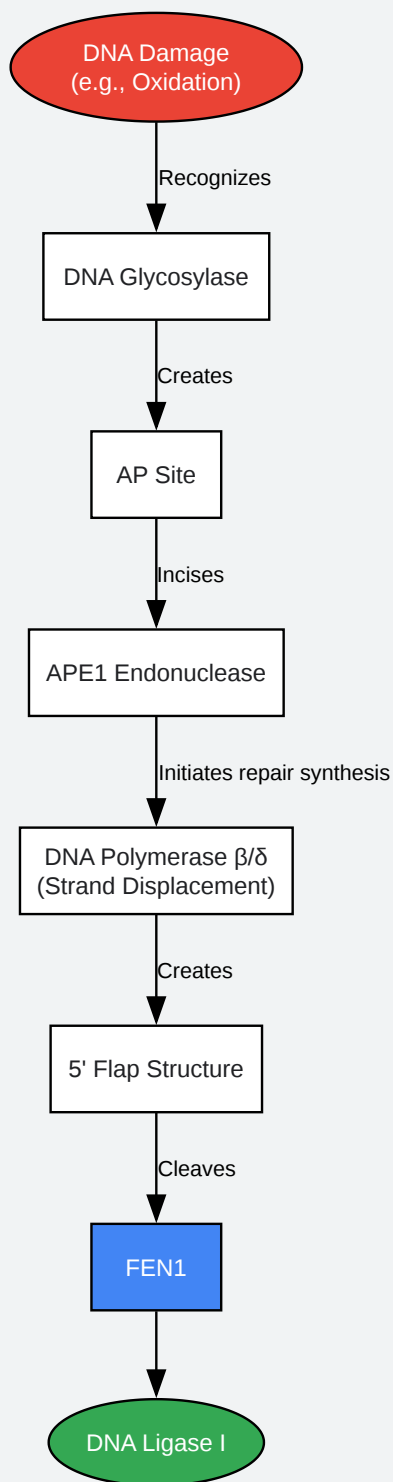 DNA Damage
(e.g., Oxidation)
Recognizes
DNA Glycosylase
Creates
AP Site
Incises
APE1 Endonuclease
Initiates repair synthesis
DNA Polymerase β/δ
(Strand Displacement)
Creates
5' Flap Structure
Cleaves
FEN1
DNA Ligase I